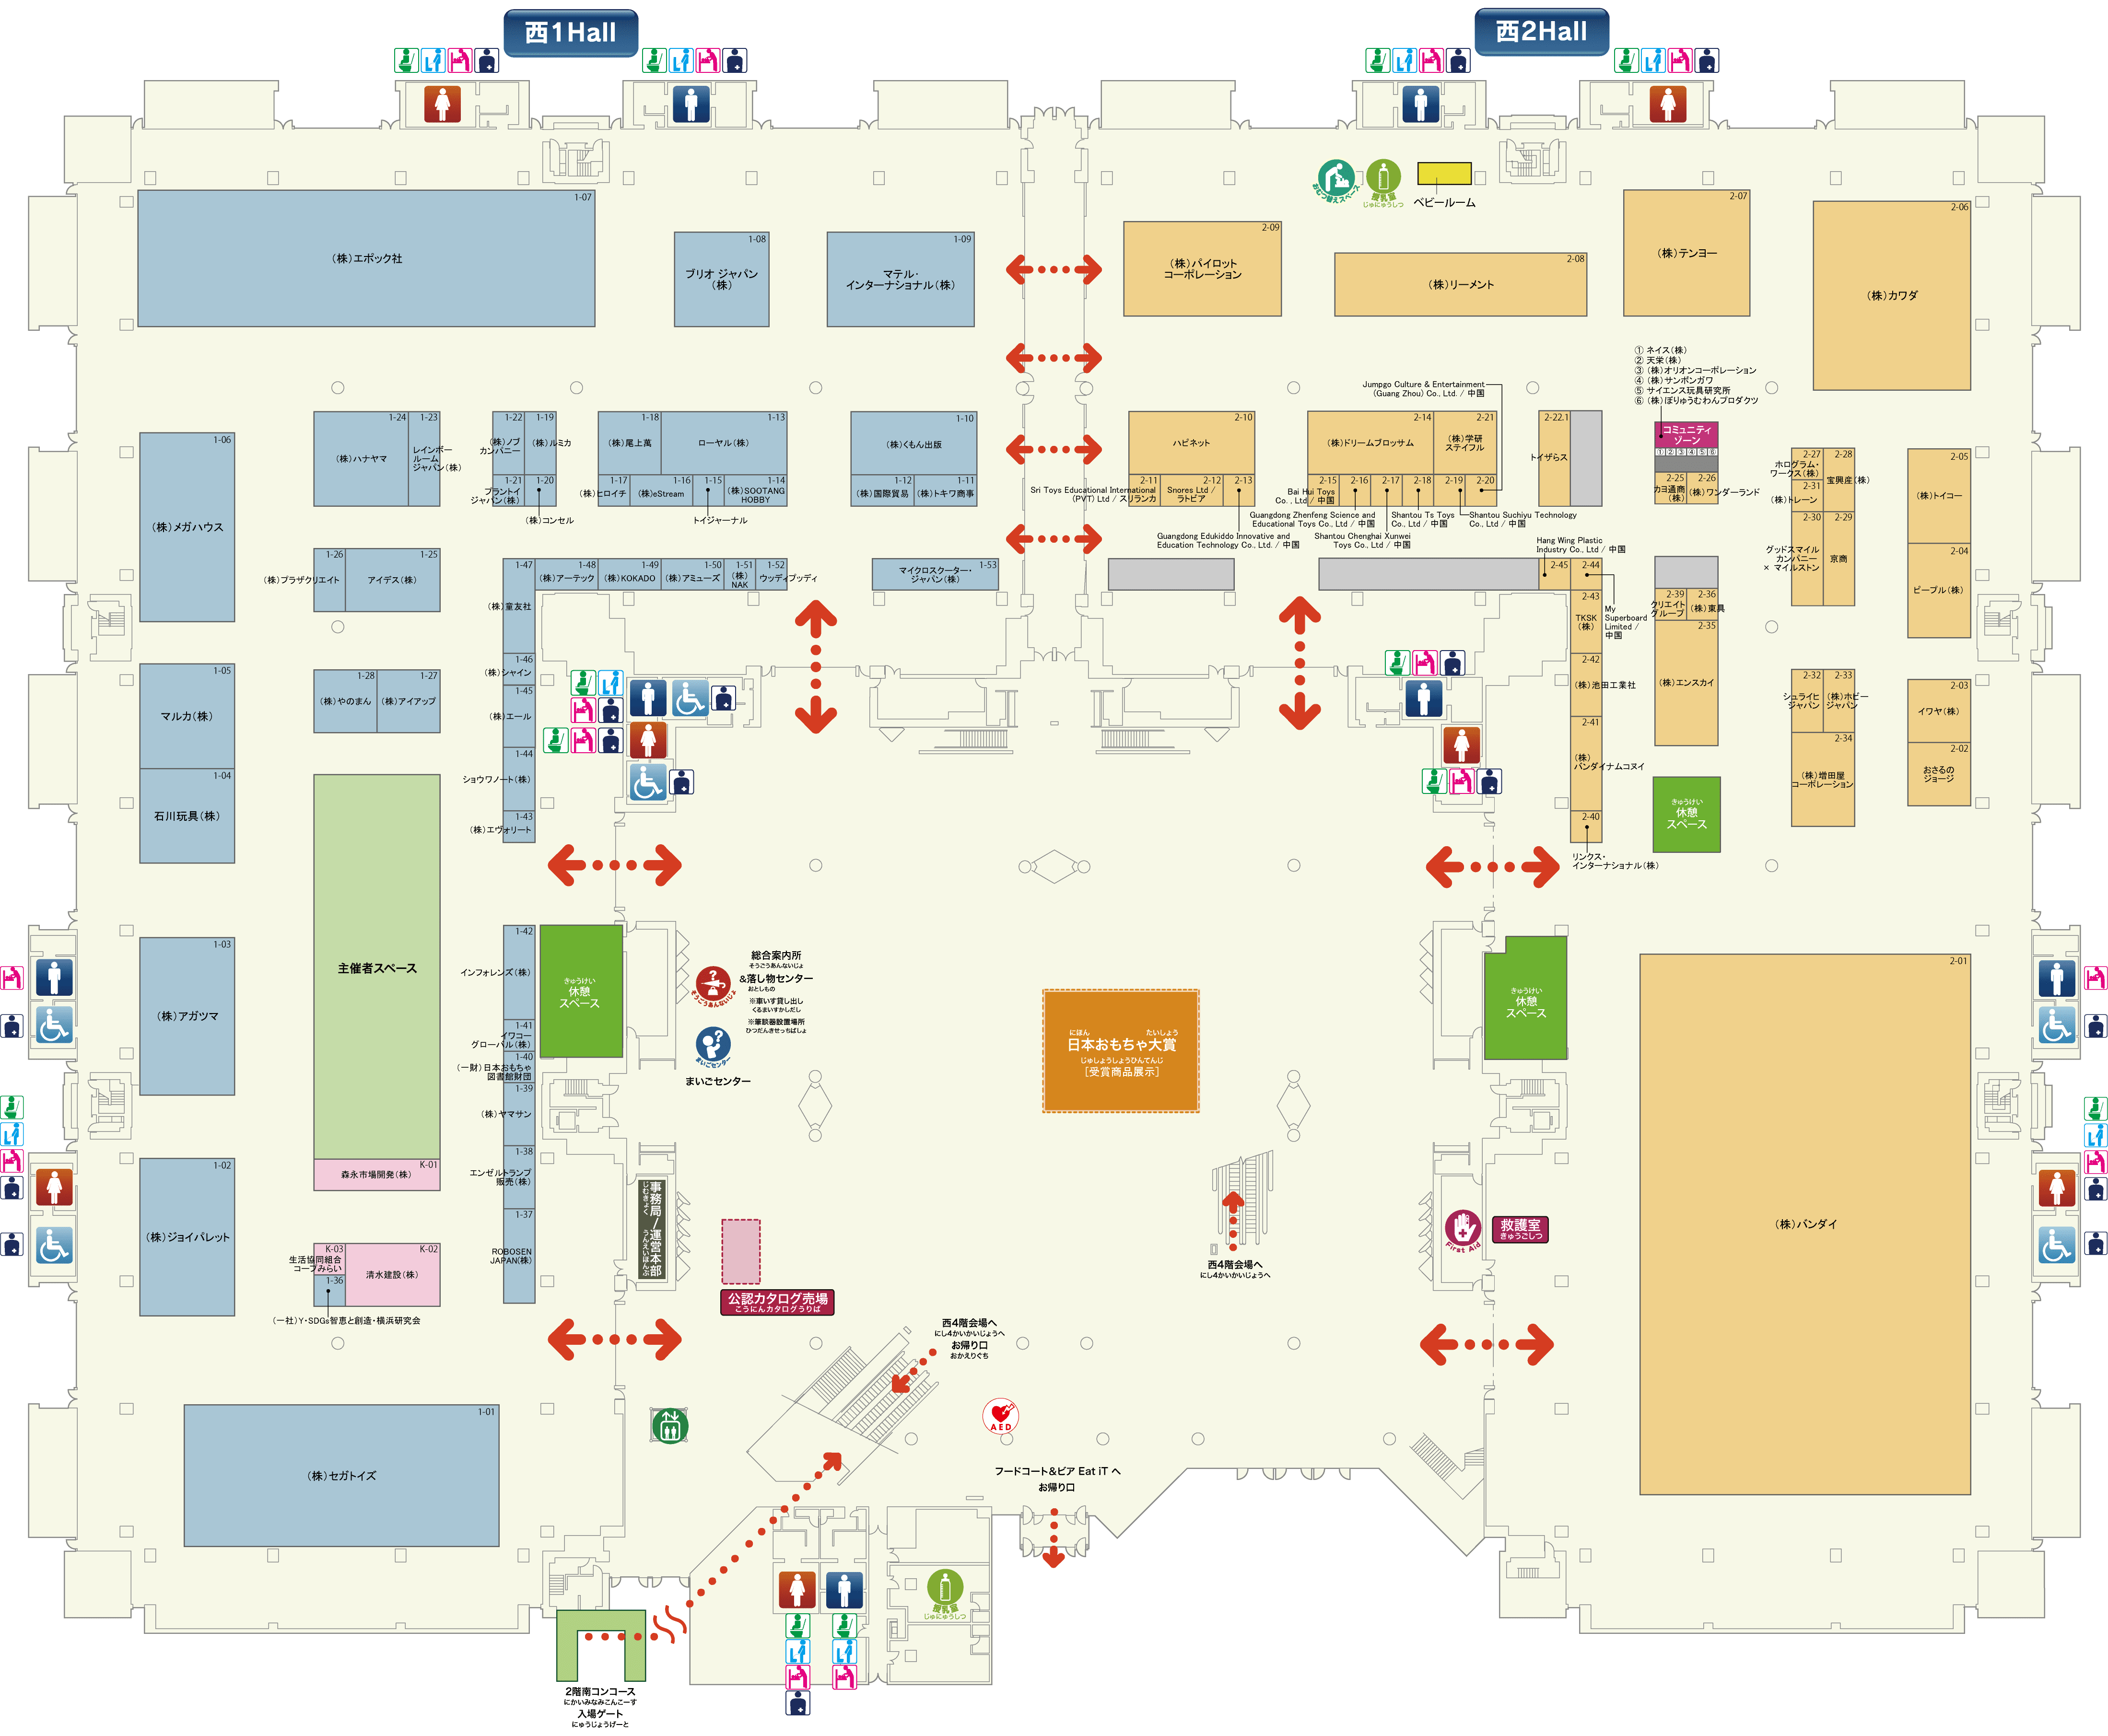 西1Hall
西2Hall
1-07
(株)エポック社
1-08
ブリオ ジャパン
(株)
1-09
マテル・
インターナショナル(株)
おむつ替えスペース
授乳室
じゅにゅうしつ
ベビールーム
2-09
(株)パイロット
コーポレーション
2-08
(株)リーメント
2-07
(株)テンヨー
2-06
(株)カワダ
① ネイス(株)
② 天栄(株)
③ (株)オリオンコーポレーション
④ (株)サンポンガワ
⑤ サイエンス玩具研究所
⑥ (株)ぽりゅうむわんプロダクツ
コミュニティ
ゾーン
1 2 3 4 5 6
1-06
(株)メガハウス
1-24
(株)ハナヤマ
1-23
レインボー
ルーム
ジャパン(株)
1-22
(株)ノブ
カンパニー
1-19
(株)ルミカ
1-21
プラントイ
ジャパン(株)
1-20
(株)コンセル
1-18
(株)尾上萬
1-13
ローヤル(株)
1-17
(株)ヒロイチ
1-16
(株)eStream
1-15
トイジャーナル
1-14
(株)SOOTANG
HOBBY
1-10
(株)くもん出版
1-12
(株)国際貿易
1-11
(株)トキワ商事
2-10
ハピネット
2-11
Sri Toys Educational International
(PVT) Ltd / スリランカ
2-12
Snores Ltd /
ラトビア
2-13
Guangdong Edukiddo Innovative and
Education Technology Co., Ltd. / 中国
Jumpgo Culture & Entertainment
(Guang Zhou) Co., Ltd. / 中国
2-14
(株)ドリームブロッサム
2-21
(株)学研
ステイフル
2-15
Bai Hui Toys
Co., Ltd / 中国
2-16
Guangdong Zhenfeng Science and
Educational Toys Co., Ltd / 中国
2-17
Shantou Chenghai Xunwei
Toys Co., Ltd / 中国
2-18
Shantou Ts Toys
Co., Ltd / 中国
2-19
Shantou Suchiyu Technology
Co., Ltd / 中国
2-20
2-22.1
トイザらス
2-25
カヨ通商
(株)
2-26
(株)ワンダーランド
2-27
ホログラム・
ワークス(株)
2-28
宝興産(株)
2-31
(株)トレーン
2-30
グッドスマイル
カンパニー
× マイルストン
2-29
京商
2-05
(株)トイコー
2-04
ピープル(株)
1-26
(株)プラザクリエイト
1-25
アイデス(株)
1-47
(株)童友社
1-48
(株)アーテック
1-49
(株)KOKADO
1-50
(株)アミューズ
1-51
(株)
NAK
1-52
ウッディプッディ
1-53
マイクロスクーター・
ジャパン(株)
Hang Wing Plastic
Industry Co., Ltd / 中国
2-45
2-44
My
Superboard
Limited /
中国
2-43
TKSK
(株)
2-39
クリエイト
グループ
2-36
(株)東具
2-35
(株)エンスカイ
1-05
マルカ(株)
1-28
(株)やのまん
1-27
(株)アイアップ
1-46
(株)シャイン
1-45
(株)エール
1-44
ショウワノート(株)
1-43
(株)エヴォリート
2-42
(株)池田工業社
2-41
(株)
バンダイナムコヌイ
2-40
リンクス・
インターナショナル(株)
2-32
シュライヒ
ジャパン
2-33
(株)ホビー
ジャパン
2-34
(株)増田屋
コーポレーション
2-03
イワヤ(株)
2-02
おさるの
ジョージ
きゅうけい
休憩
スペース
1-04
石川玩具(株)
主催者スペース
1-03
(株)アガツマ
1-42
インフォレンズ(株)
1-41
イワコー
グローバル(株)
1-40
(一財)日本おもちゃ
図書館財団
1-39
(株)ヤマサン
1-38
エンゼルトランプ
販売(株)
1-37
ROBOSEN
JAPAN(株)
きゅうけい
休憩
スペース
そうごうあんないじょ
総合案内所
そうごうあんないじょ
&落し物センター
おとしもの
※車いす貸し出し
くるまいすかしだし
※筆談器設置場所
ひつだんきせっちばしょ
まいごセンター
まいごセンター
にほん たいしょう
日本おもちゃ大賞
じゅしょうしょうひんてんじ
[受賞商品展示]
きゅうけい
休憩
スペース
2-01
(株)バンダイ
K-01
森永市場開発(株)
1-02
(株)ジョイパレット
K-03
生活協同組合
コープみらい
K-02
清水建設(株)
1-36
(一社)Y・SDGs智恵と創造・横浜研究会
事務局/運営本部
じむきょく うんえいほんぶ
公認カタログ売場
こうにんカタログうりば
西4階会場へ
にし4かいかいじょうへ
First Aid
救護室
きゅうごしつ
西4階会場へ
にし4かいかいじょうへ
お帰り口
おかえりぐち
AED
1-01
(株)セガトイズ
フードコート&ビア Eat iT へ
お帰り口
授乳室
じゅにゅうしつ
2階南コンコース
にかいみなみこんこーす
入場ゲート
にゅうじょうげーと